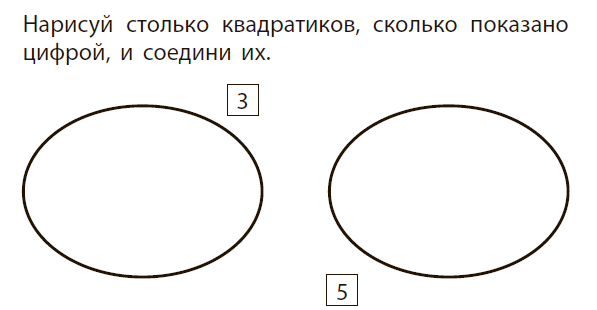 Нарисуй столько квадратиков, сколько показано
цифрой, и соедини их.
3
5